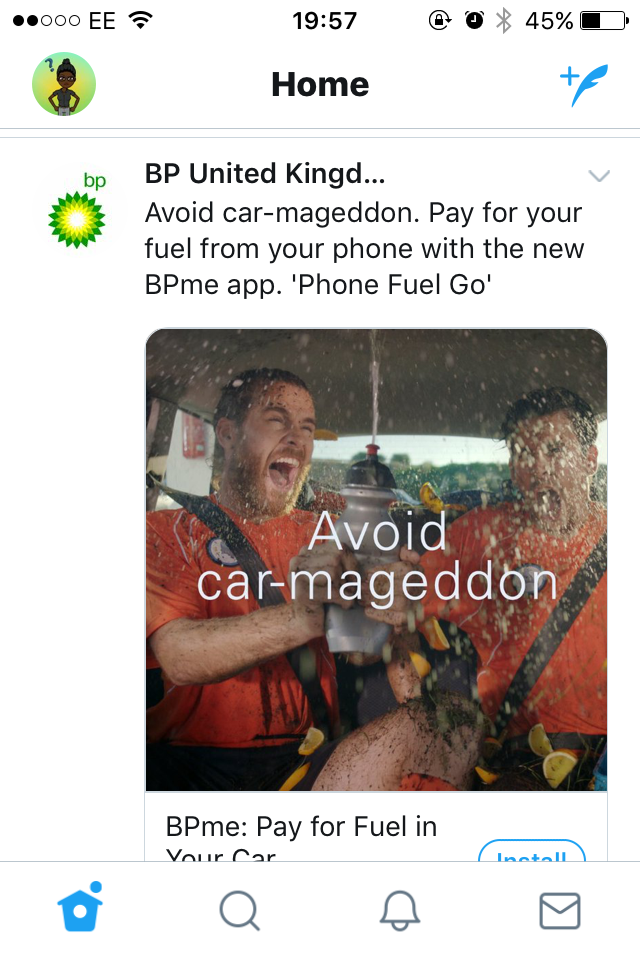 EE 19:57 45%
?
Home
bp
BP United Kingd...
Avoid car-mageddon. Pay for your
fuel from your phone with the new
BPme app. 'Phone Fuel Go'
Avoid
car-mageddon
BPme: Pay for Fuel in
Your Car
Install